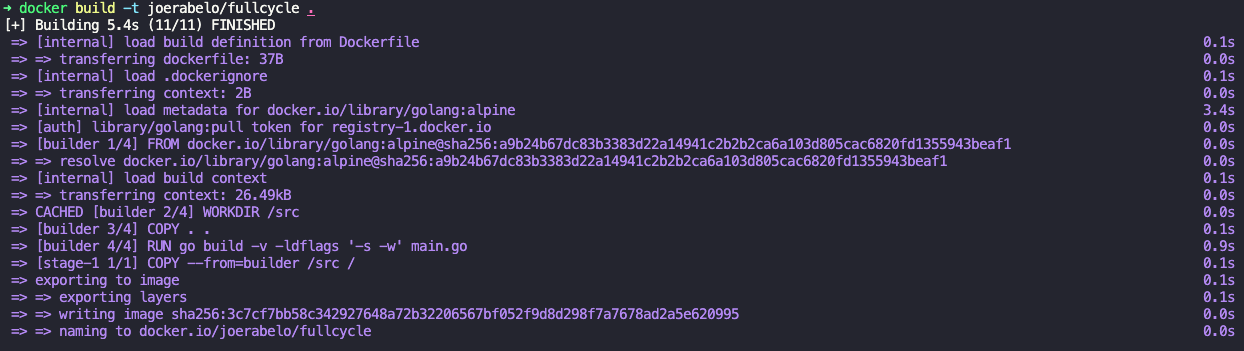 ➜ docker build -t joerabelo/fullcycle .
[+] Building 5.4s (11/11) FINISHED
=> [internal] load build definition from Dockerfile 0.1s
=> => transferring dockerfile: 37B 0.0s
=> [internal] load .dockerignore 0.1s
=> => transferring context: 2B 0.0s
=> [internal] load metadata for docker.io/library/golang:alpine 3.4s
=> [auth] library/golang:pull token for registry-1.docker.io 0.0s
=> [builder 1/4] FROM docker.io/library/golang:alpine@sha256:a9b24b67dc83b3383d22a14941c2b2b2ca6a103d805cac6820fd1355943beaf1 0.0s
=> => resolve docker.io/library/golang:alpine@sha256:a9b24b67dc83b3383d22a14941c2b2b2ca6a103d805cac6820fd1355943beaf1 0.0s
=> [internal] load build context 0.1s
=> => transferring context: 26.49kB 0.0s
=> CACHED [builder 2/4] WORKDIR /src 0.0s
=> [builder 3/4] COPY . . 0.1s
=> [builder 4/4] RUN go build -v -ldflags '-s -w' main.go 0.9s
=> [stage-1 1/1] COPY --from=builder /src / 0.1s
=> exporting to image 0.1s
=> => exporting layers 0.1s
=> => writing image sha256:3c7cf7bb58c342927648a72b32206567bf052f9d8d298f7a7678ad2a5e620995 0.0s
=> => naming to docker.io/joerabelo/fullcycle 0.0s